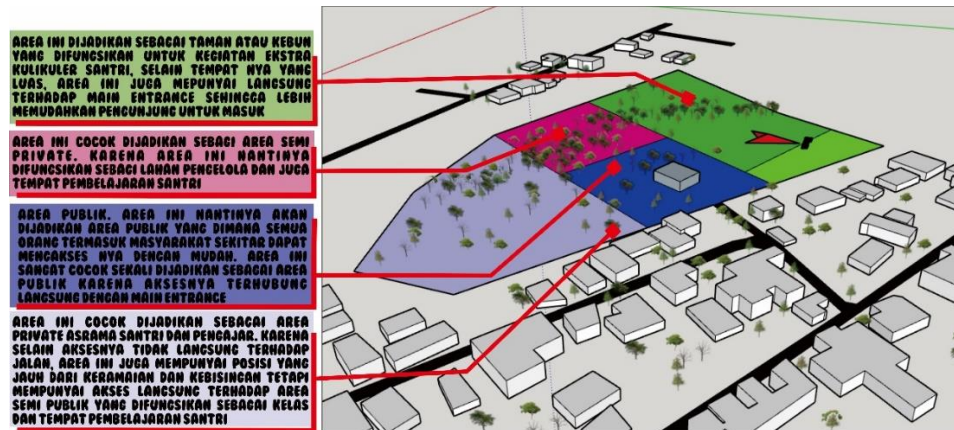 AREA INI DIJADIKAN SEBAGAI TAMAN ATAU KEBUN
YANG DIFUNGSIKAN UNTUK KEGIATAN EKSTRA
KULIKULER SANTRI, SELAIN TEMPAT NYA YANG
LUAS, AREA INI JUGA MEPUNYAI LANGSUNG
TERHADAP MAIN ENTRANCE SEHINGGA LEBIH
MEMUDAHKAN PENGUNJUNG UNTUK MASUK
AREA INI COCOK DIJADIKAN SEBAGI AREA SEMI
PRIVATE. KARENA AREA INI NANTINYA
DIFUNGSIKAN SEBAGI LAHAN PENGELOLA DAN JUGA
TEMPAT PEMBELAJARAN SANTRI
AREA PUBLIK. AREA INI NANTINYA AKAN
DIJADIKAN AREA PUBLIK YANG DIMANA SEMUA
ORANG TERMASUK MASYARAKAT SEKITAR DAPAT
MENGAKSES NYA DENGAN MUDAH. AREA INI
SANGAT COCOK SEKALI DIJADIKAN SEBAGAI AREA
PUBLIK KARENA AKSESNYA TERHUBUNG
LANGSUNG DENGAN MAIN ENTRANCE
AREA INI COCOK DIJADIKAN SEBAGAI AREA
PRIVATE ASRAMA SANTRI DAN PENGAJAR. KARENA
SELAIN AKSESNYA TIDAK LANGSUNG TERHADAP
JALAN, AREA INI JUGA MEMPUNYAI POSISI YANG
JAUH DARI KERAMAIAN DAN KEBISINGAN TETAPI
MEMPUNYAI AKSES LANGSUNG TERHADAP AREA
SEMI PUBLIK YANG DIFUNGSIKAN SEBAGAI KELAS
DAN TEMPAT PEMBELAJARAN SANTRI